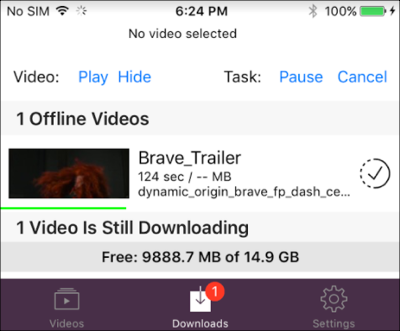 No SIM 6:24 PM 100%
No video selected
Video: Play Hide Task: Pause Cancel
1 Offline Videos
Brave_Trailer
124 sec / -- MB
dynamic_origin_brave_fp_dash_ce...
1 Video Is Still Downloading
Free: 9888.7 MB of 14.9 GB
1
Videos Downloads Settings